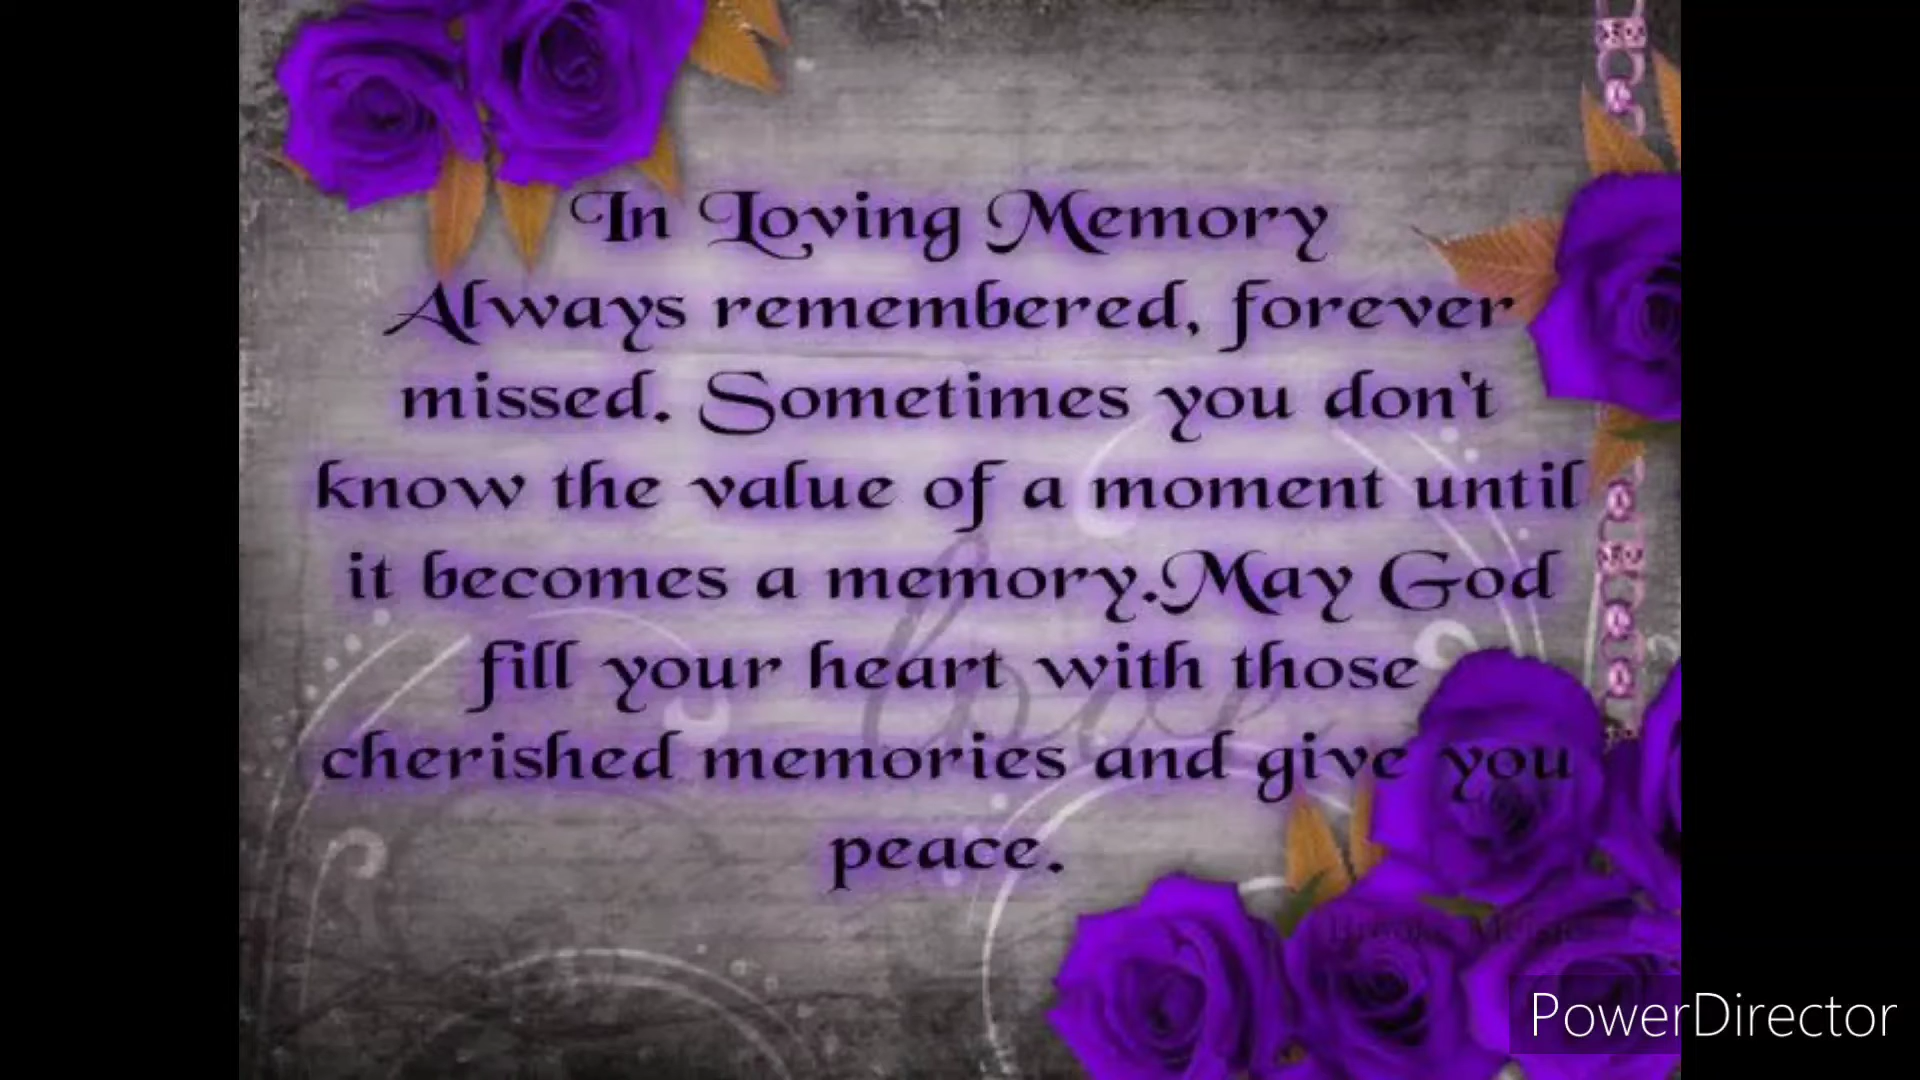 In Loving Memory
Always remembered, forever
missed. Sometimes you don't
know the value of a moment until
it becomes a memory.May God
fill your heart with those
cherished memories and give you
peace.
love
PowerDirector